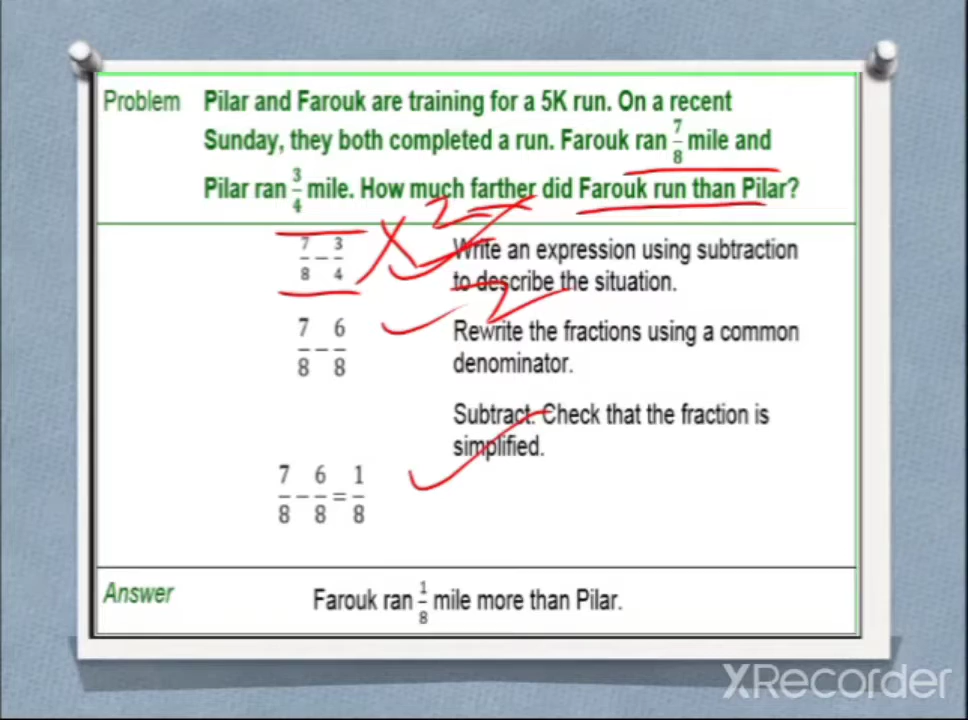 Problem Pilar and Farouk are training for a 5K run. On a recent
Sunday, they both completed a run. Farouk ran 7/8 mile and
Pilar ran 3/4 mile. How much farther did Farouk run than Pilar?
7/8 − 3/4 × 2/2 Write an expression using subtraction
to describe the situation.
7/8 − 6/8 Rewrite the fractions using a common
denominator.
Subtract. Check that the fraction is
simplified.
7/8 − 6/8 = 1/8
Answer Farouk ran 1/8 mile more than Pilar.
XRecorder